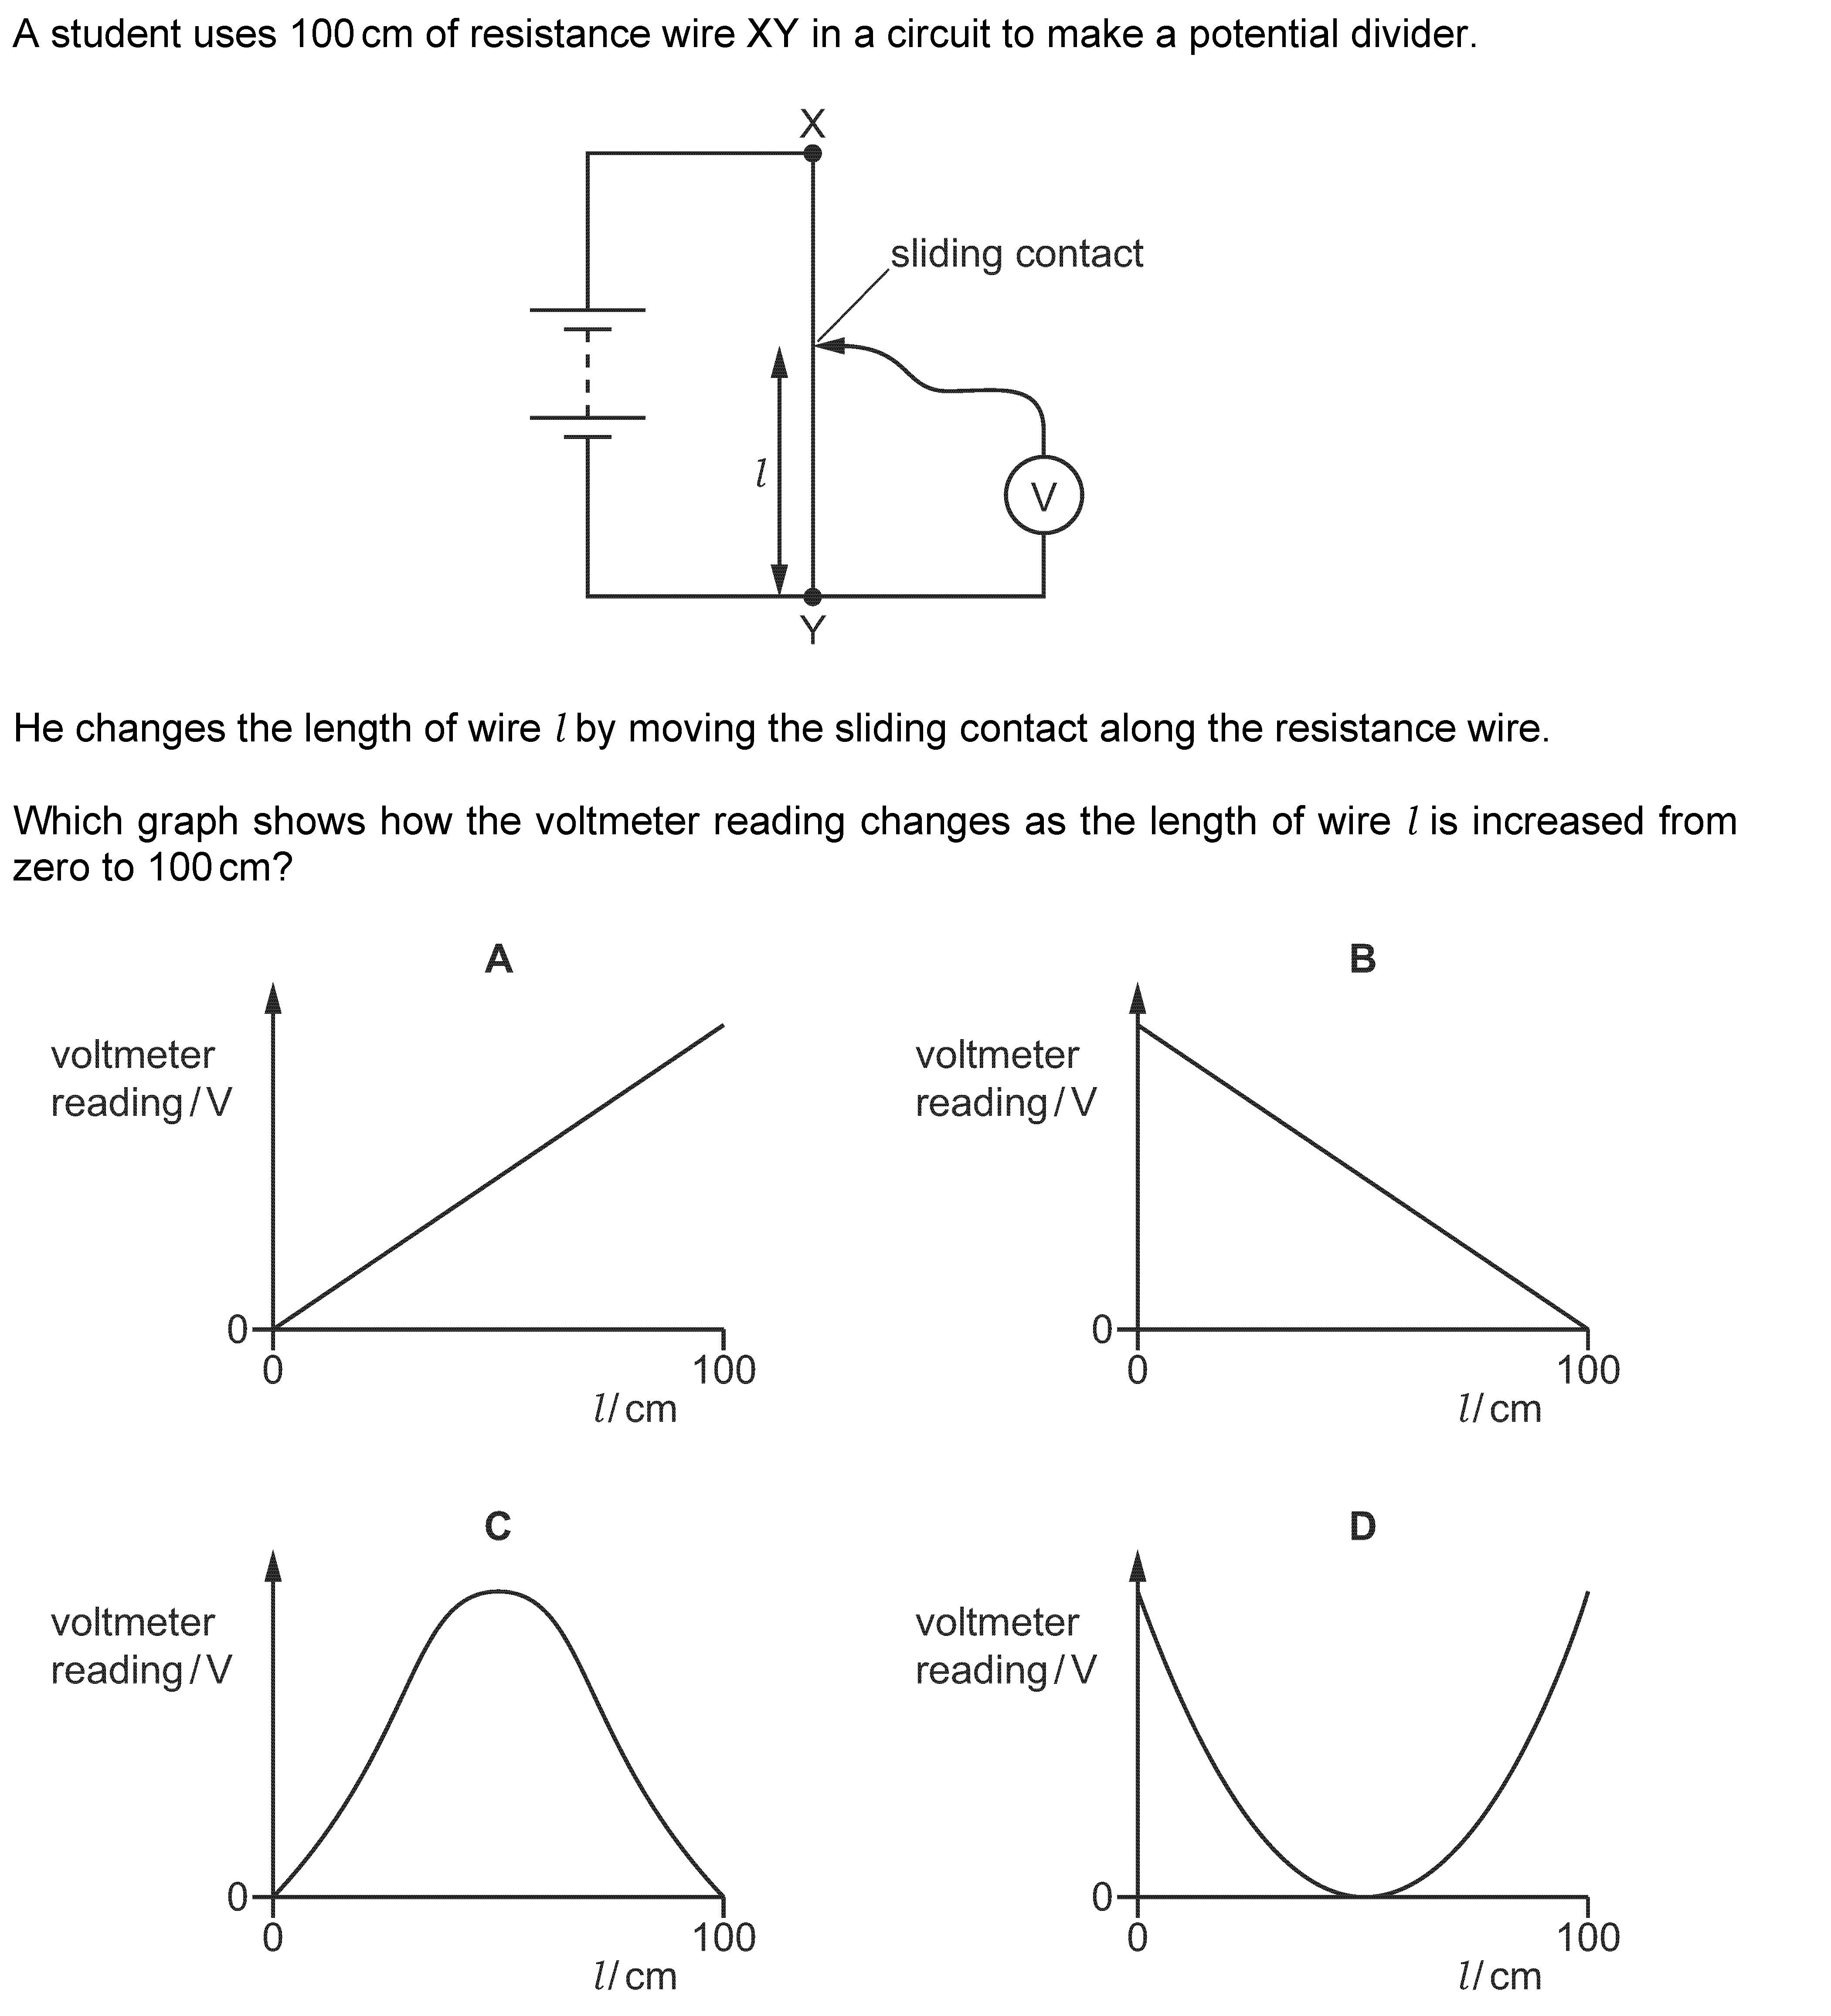 A student uses 100 cm of resistance wire XY in a circuit to make a potential divider.
X
sliding contact
l
V
Y
He changes the length of wire l by moving the sliding contact along the resistance wire.
Which graph shows how the voltmeter reading changes as the length of wire l is increased from
zero to 100 cm?
A
voltmeter
reading / V
0
0
100
l / cm
B
voltmeter
reading / V
0
0
100
l / cm
C
voltmeter
reading / V
0
0
100
l / cm
D
voltmeter
reading / V
0
0
100
l / cm